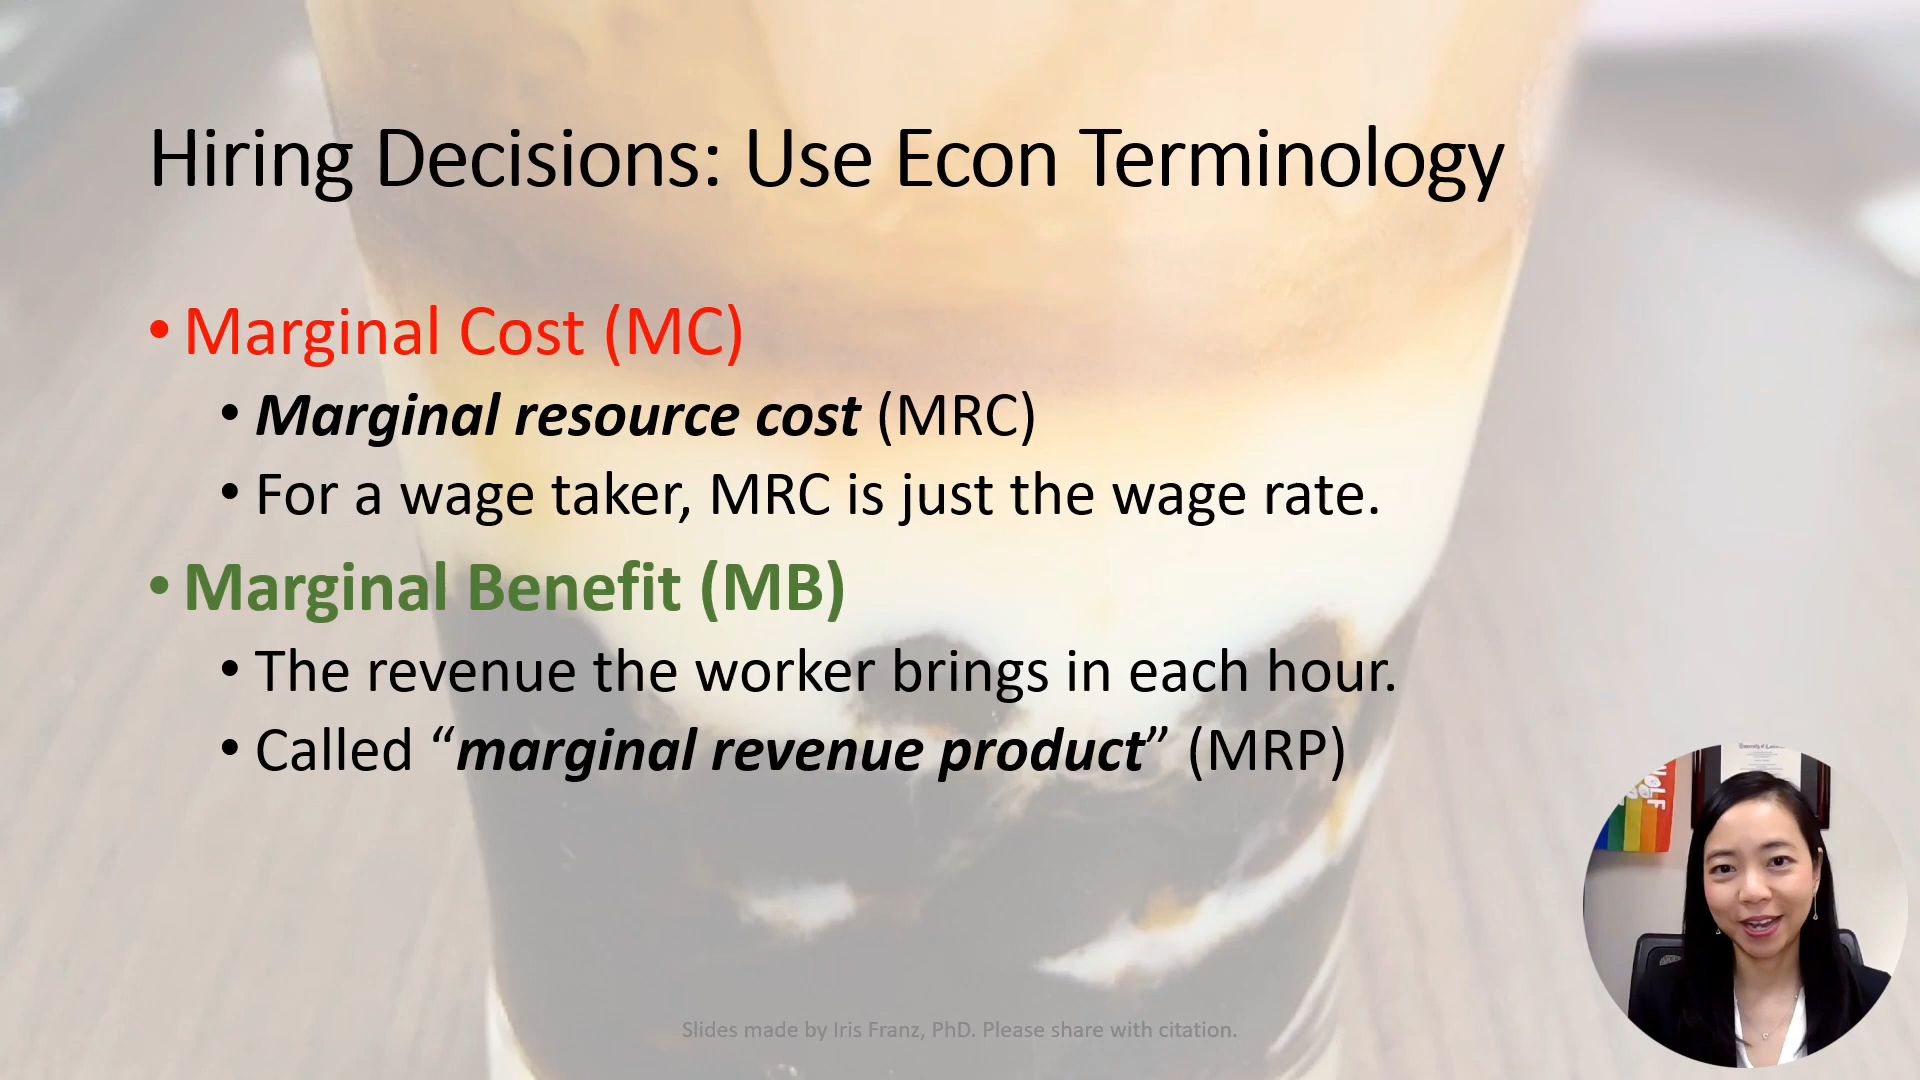 Hiring Decisions: Use Econ Terminology
• Marginal Cost (MC)
• Marginal resource cost (MRC)
• For a wage taker, MRC is just the wage rate.
• Marginal Benefit (MB)
• The revenue the worker brings in each hour.
• Called “marginal revenue product” (MRP)
Slides made by Iris Franz, PhD. Please share with citation.